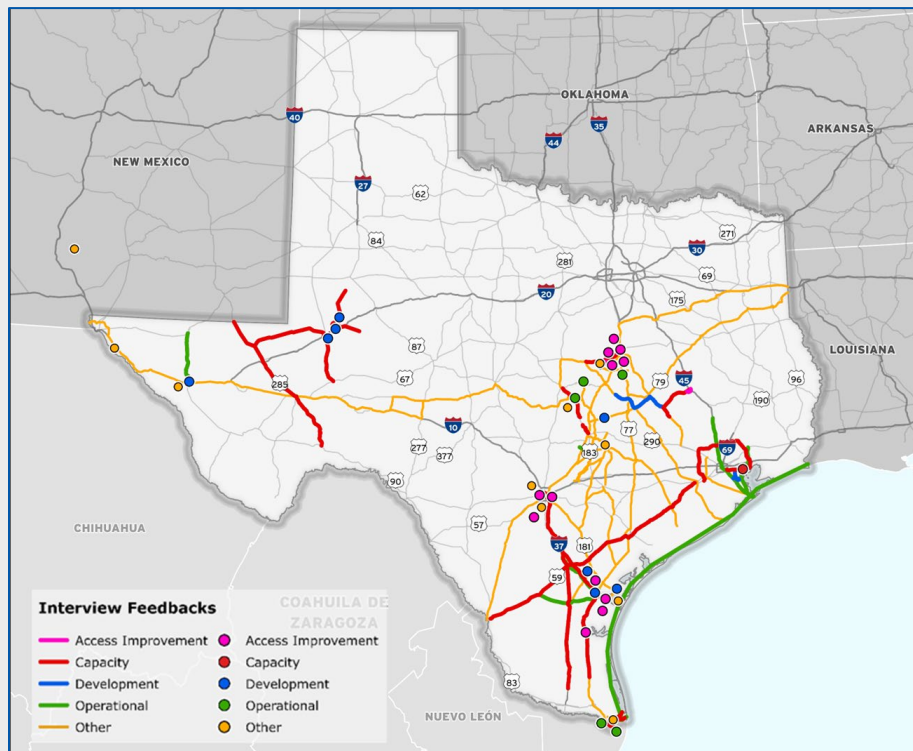 OKLAHOMA
40
35
ARKANSAS
44
NEW MEXICO
27
62
271
84
30
281
69
20
175
LOUISIANA
87
45
96
285
67
79
190
77
10
290
69
277
183
377
90
57
CHIHUAHUA
37
181
59
COAHUILA DE
ZARAGOZA
83
NUEVO LEÓN
Interview Feedbacks
Access Improvement Access Improvement
Capacity Capacity
Development Development
Operational Operational
Other Other